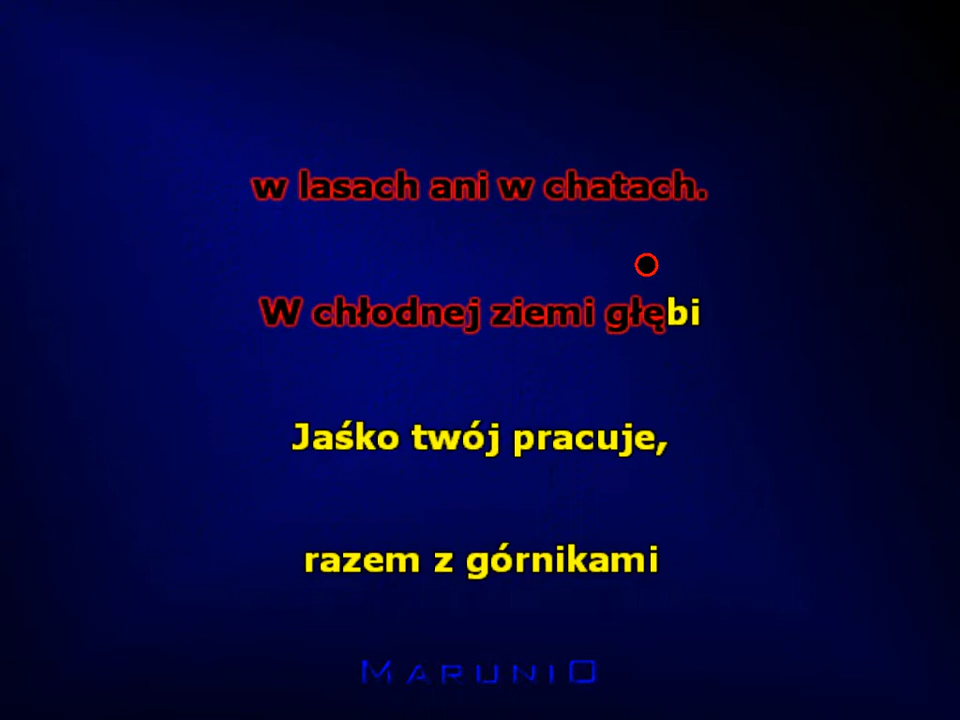 w lasach ani w chatach.
W chłodnej ziemi głębi
Jaśko twój pracuje,
razem z górnikami
MARUNIO